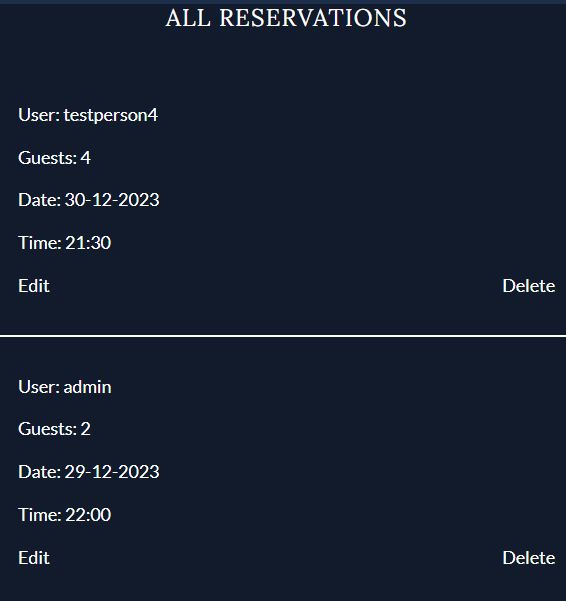 ALL RESERVATIONS
User: testperson4
Guests: 4
Date: 30-12-2023
Time: 21:30
Edit Delete
User: admin
Guests: 2
Date: 29-12-2023
Time: 22:00
Edit Delete